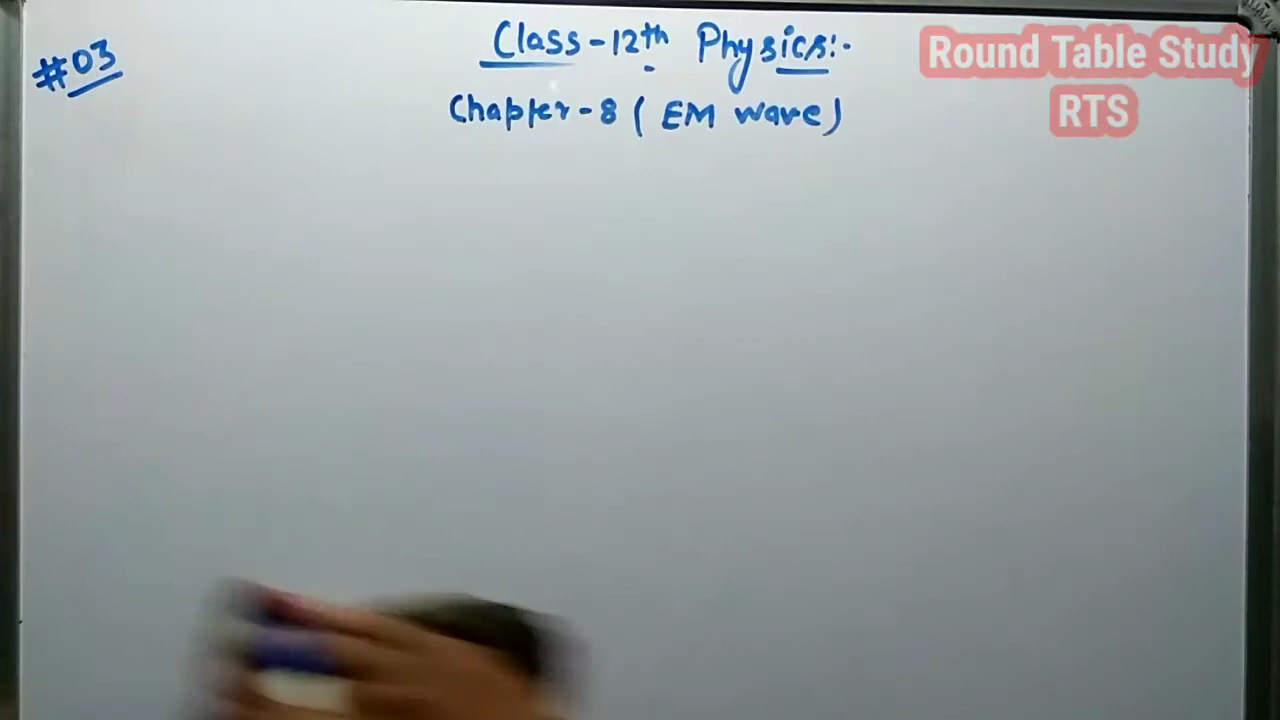 #03
Class-12th Physics:-
Chapter-8 ( EM wave)
Round Table Study
RTS